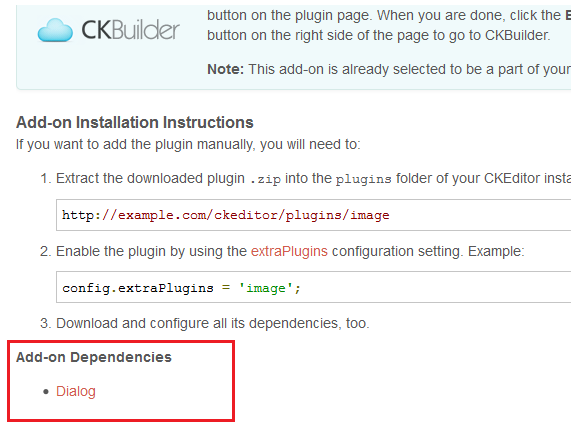 button on the plugin page. When you are done, click the
CKBuilder
button on the right side of the page to go to CKBuilder.
Note: This add-on is already selected to be a part of your
Add-on Installation Instructions
If you want to add the plugin manually, you will need to:
1. Extract the downloaded plugin .zip into the plugins folder of your CKEditor
http://example.com/ckeditor/plugins/image
2. Enable the plugin by using the extraPlugins configuration setting. Example:
config.extraPlugins = 'image';
3. Download and configure all its dependencies, too.
Add-on Dependencies
• Dialog